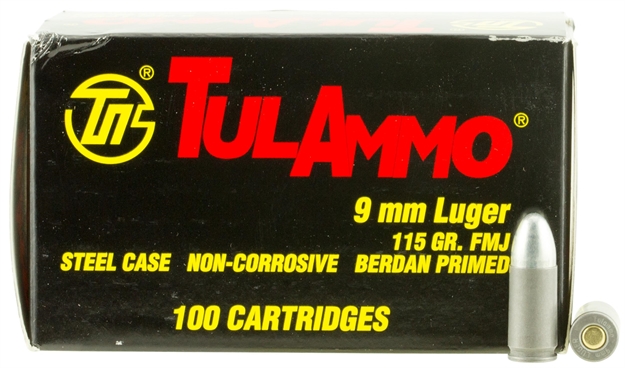 ® TULAMMO®
9 mm Luger
115 GR. FMJ
STEEL CASE NON-CORROSIVE BERDAN PRIMED
100 CARTRIDGES